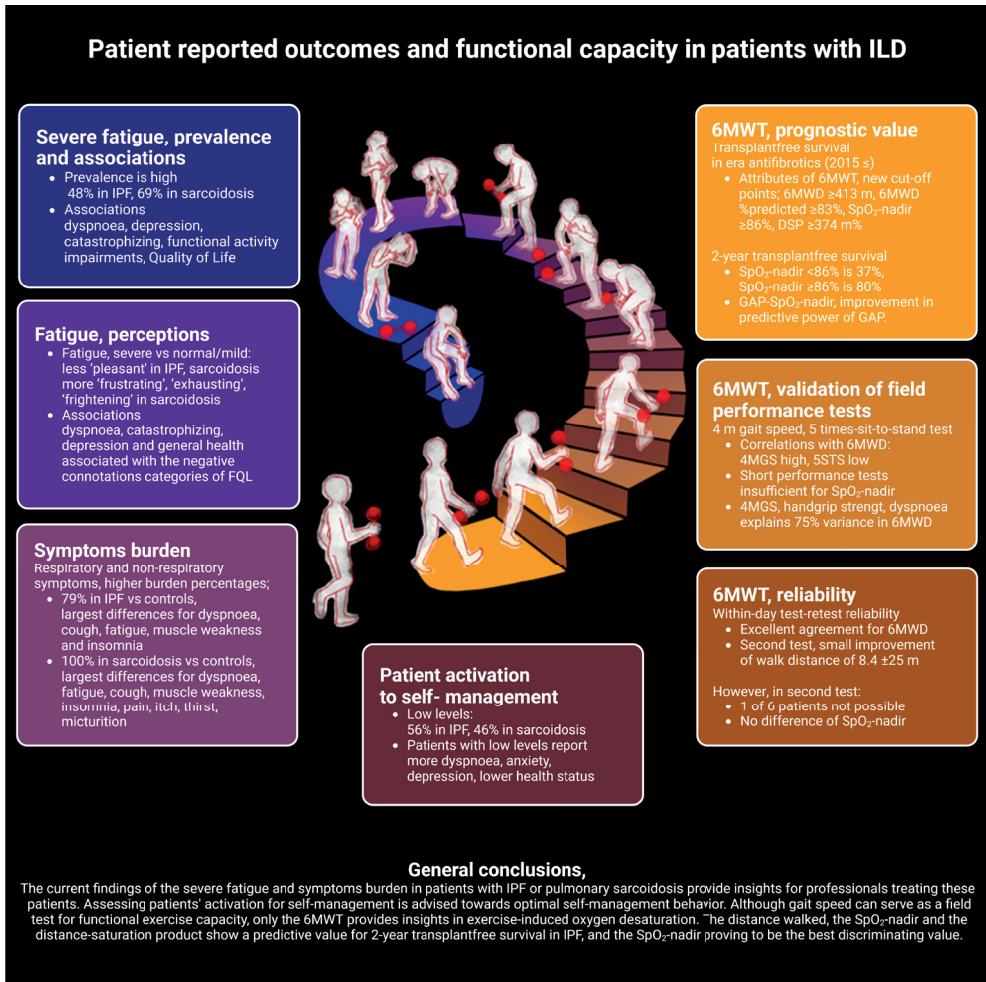 Patient reported outcomes and functional capacity in patients with ILD
Severe fatigue, prevalence
and associations
• Prevalence is high
48% in IPF, 69% in sarcoidosis
• Associations
dyspnoea, depression,
catastrophizing, functional activity
impairments, Quality of Life
Fatigue, perceptions
• Fatigue, severe vs normal/mild:
less 'pleasant' in IPF, sarcoidosis
more 'frustrating', 'exhausting',
'frightening' in sarcoidosis
• Associations
dyspnoea, catastrophizing,
depression and general health
associated with the negative
connotations categories of FQL
Symptoms burden
Respiratory and non-respiratory
symptoms, higher burden percentages;
• 79% in IPF vs controls,
largest differences for dyspnoea,
cough, fatigue, muscle weakness
and insomnia
• 100% in sarcoidosis vs controls,
largest differences for dyspnoea,
fatigue, cough, muscle weakness,
insomnia, pain, itch, thirst,
micturition
Patient activation
to self- management
• Low levels:
56% in IPF, 46% in sarcoidosis
• Patients with low levels report
more dyspnoea, anxiety,
depression, lower health status
6MWT, prognostic value
Transplantfree survival
in era antifibrotics (2015 ≤)
• Attributes of 6MWT, new cut-off
points; 6MWD ≥413 m, 6MWD
%predicted ≥83%, SpO₂-nadir
≥86%, DSP ≥374 m%
2-year transplantfree survival
• SpO₂-nadir <86% is 37%,
SpO₂-nadir ≥86% is 80%
• GAP-SpO₂-nadir, improvement in
predictive power of GAP.
6MWT, validation of field
performance tests
4 m gait speed, 5 times-sit-to-stand test
• Correlations with 6MWD:
4MGS high, 5STS low
• Short performance tests
insufficient for SpO₂-nadir
• 4MGS, handgrip strengt, dyspnoea
explains 75% variance in 6MWD
6MWT, reliability
Within-day test-retest reliability
• Excellent agreement for 6MWD
• Second test, small improvement
of walk distance of 8.4 ±25 m
However, in second test:
• 1 of 6 patients not possible
• No difference of SpO₂-nadir
General conclusions,
The current findings of the severe fatigue and symptoms burden in patients with IPF or pulmonary sarcoidosis provide insights for professionals treating these
patients. Assessing patients' activation for self-management is advised towards optimal self-management behavior. Although gait speed can serve as a field
test for functional exercise capacity, only the 6MWT provides insights in exercise-induced oxygen desaturation. The distance walked, the SpO₂-nadir and the
distance-saturation product show a predictive value for 2-year transplantfree survival in IPF, and the SpO₂-nadir proving to be the best discriminating value.